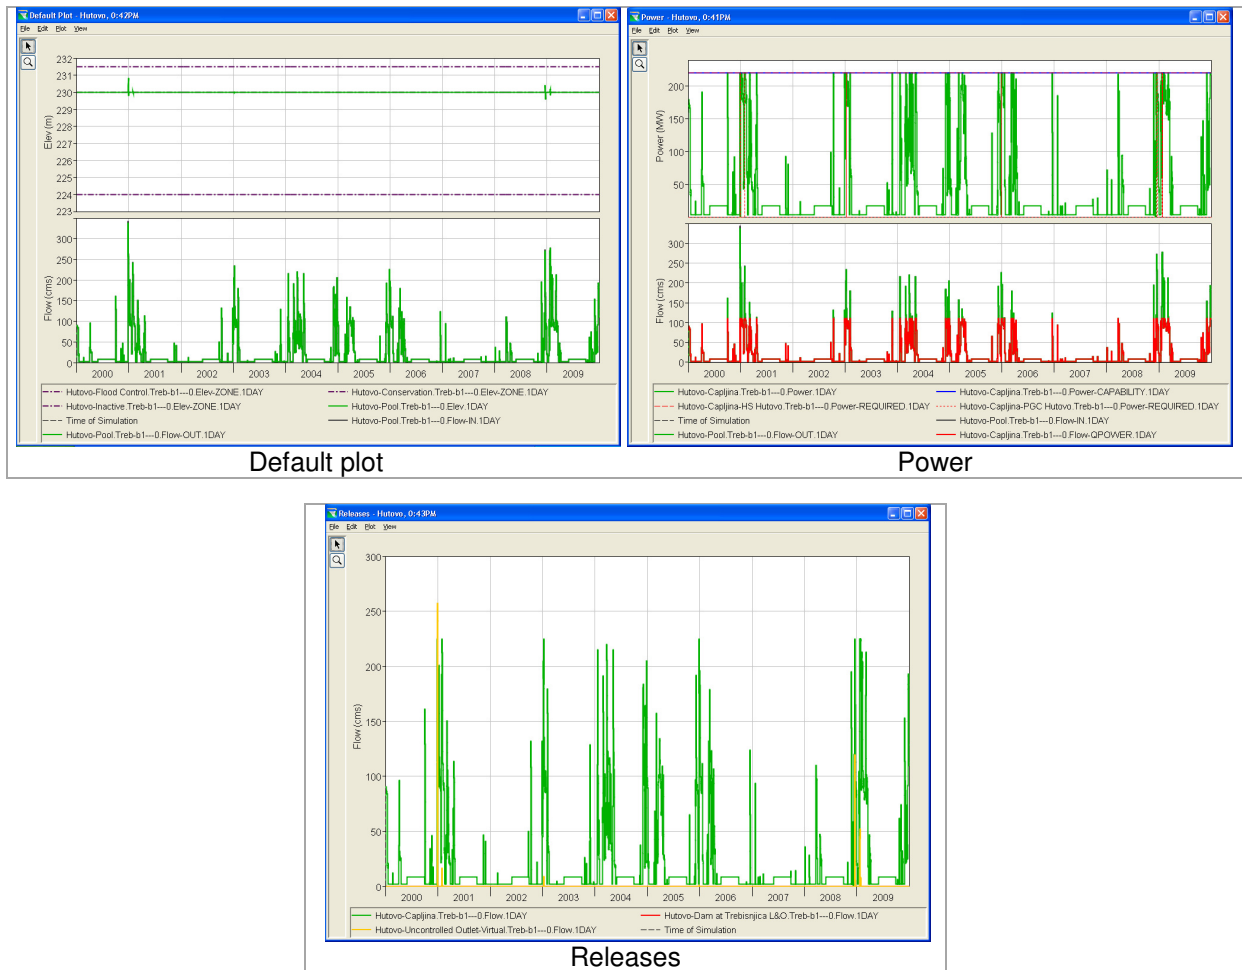 Default Plot - Hutovo, 0:42PM
File Edit Plot View
232
231
230
229
228
227
226
225
224
223
Elev (m)
300
250
200
150
100
50
0
Flow (cms)
2000 2001 2002 2003 2004 2005 2006 2007 2008 2009
Hutovo-Flood Control.Treb-b1---0.Elev-ZONE.1DAY Hutovo-Conservation.Treb-b1---0.Elev-ZONE.1DAY
Hutovo-Inactive.Treb-b1---0.Elev-ZONE.1DAY Hutovo-Pool.Treb-b1---0.Elev.1DAY
Time of Simulation Hutovo-Pool.Treb-b1---0.Flow-IN.1DAY
Hutovo-Pool.Treb-b1---0.Flow-OUT.1DAY
Default plot
Power - Hutovo, 0:41PM
File Edit Plot View
200
150
100
50
Power (MW)
300
250
200
150
100
50
0
Flow (cms)
2000 2001 2002 2003 2004 2005 2006 2007 2008 2009
Hutovo-Capljina.Treb-b1---0.Power.1DAY Hutovo-Capljina.Treb-b1---0.Power-CAPABILITY.1DAY
Hutovo-Capljina-HS Hutovo.Treb-b1---0.Power-REQUIRED.1DAY Hutovo-Capljina-PGC Hutovo.Treb-b1---0.Power-REQUIRED.1DAY
Time of Simulation Hutovo-Pool.Treb-b1---0.Flow-IN.1DAY
Hutovo-Pool.Treb-b1---0.Flow-OUT.1DAY Hutovo-Capljina.Treb-b1---0.Flow-QPOWER.1DAY
Power
Releases - Hutovo, 0:43PM
File Edit Plot View
300
250
200
150
100
50
0
Flow (cms)
2000 2001 2002 2003 2004 2005 2006 2007 2008 2009
Hutovo-Capljina.Treb-b1---0.Flow.1DAY Hutovo-Dam at Trebisnjica L&O.Treb-b1---0.Flow.1DAY
Hutovo-Uncontrolled Outlet-Virtual.Treb-b1---0.Flow.1DAY Time of Simulation
Releases